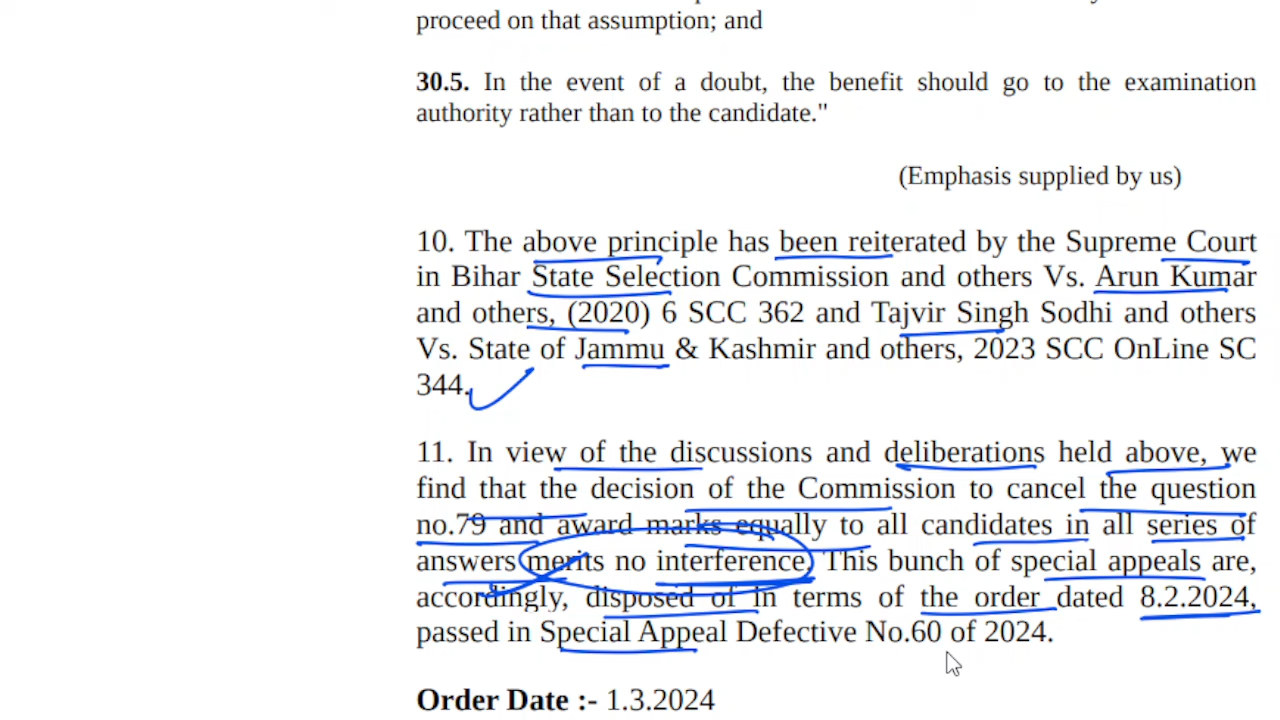 proceed on that assumption; and
30.5. In the event of a doubt, the benefit should go to the examination
authority rather than to the candidate."
(Emphasis supplied by us)
10. The above principle has been reiterated by the Supreme Court
in Bihar State Selection Commission and others Vs. Arun Kumar
and others, (2020) 6 SCC 362 and Tajvir Singh Sodhi and others
Vs. State of Jammu & Kashmir and others, 2023 SCC OnLine SC
344.
11. In view of the discussions and deliberations held above, we
find that the decision of the Commission to cancel the question
no.79 and award marks equally to all candidates in all series of
answers merits no interference. This bunch of special appeals are,
accordingly, disposed of in terms of the order dated 8.2.2024,
passed in Special Appeal Defective No.60 of 2024.
Order Date :- 1.3.2024